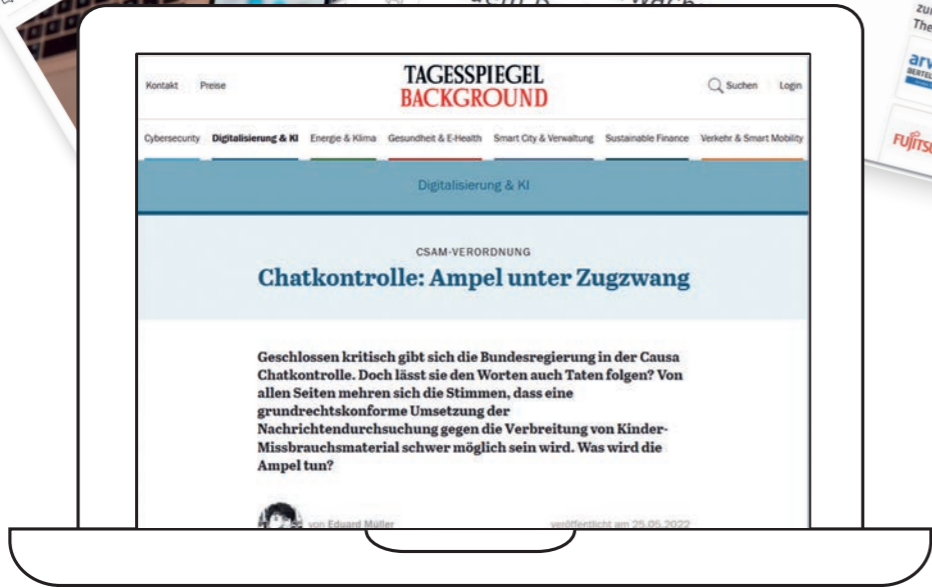 zur
The
FUJITSU
Kontakt Preise
TAGESSPIEGEL
BACKGROUND
Suchen Login
Cybersecurity Digitalisierung & KI Energie & Klima Gesundheit & E-Health Smart City & Verwaltung Sustainable Finance Verkehr & Smart Mobility
Digitalisierung & KI
CSAM-VERORDNUNG
Chatkontrolle: Ampel unter Zugzwang
Geschlossen kritisch gibt sich die Bundesregierung in der Causa
Chatkontrolle. Doch lässt sie den Worten auch Taten folgen? Von
allen Seiten mehren sich die Stimmen, dass eine
grundrechtskonforme Umsetzung der
Nachrichtendurchsuchung gegen die Verbreitung von Kinder-
Missbrauchsmaterial schwer möglich sein wird. Was wird die
Ampel tun?
von Eduard Müller veröffentlicht am 25.05.2022